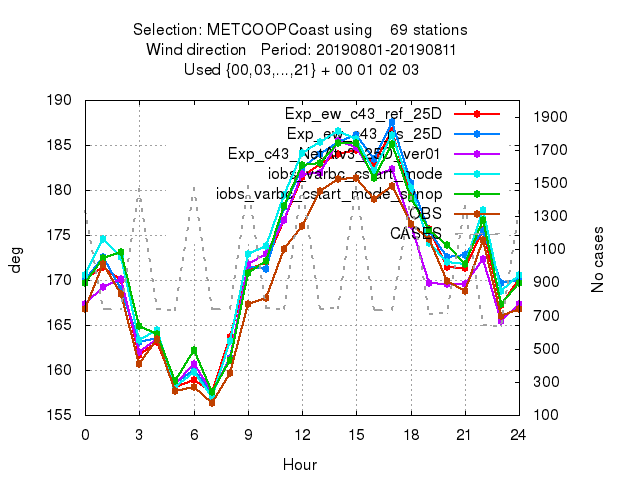 Selection: METCOOPCoast using    69 stations
Wind direction   Period: 20190801-20190811
Used {00,03,...,21} + 00 01 02 03
190
185
180
175
170
165
160
155
deg
1900
1700
1500
1300
1100
900
700
500
300
100
No cases
Exp_ew_c43_ref_25D
iobs_varbc_cstart_mode
iobs_varbc_cstart_mode_synop
OBS
CASES
0 3 6 9 12 15 18 21 24
Hour